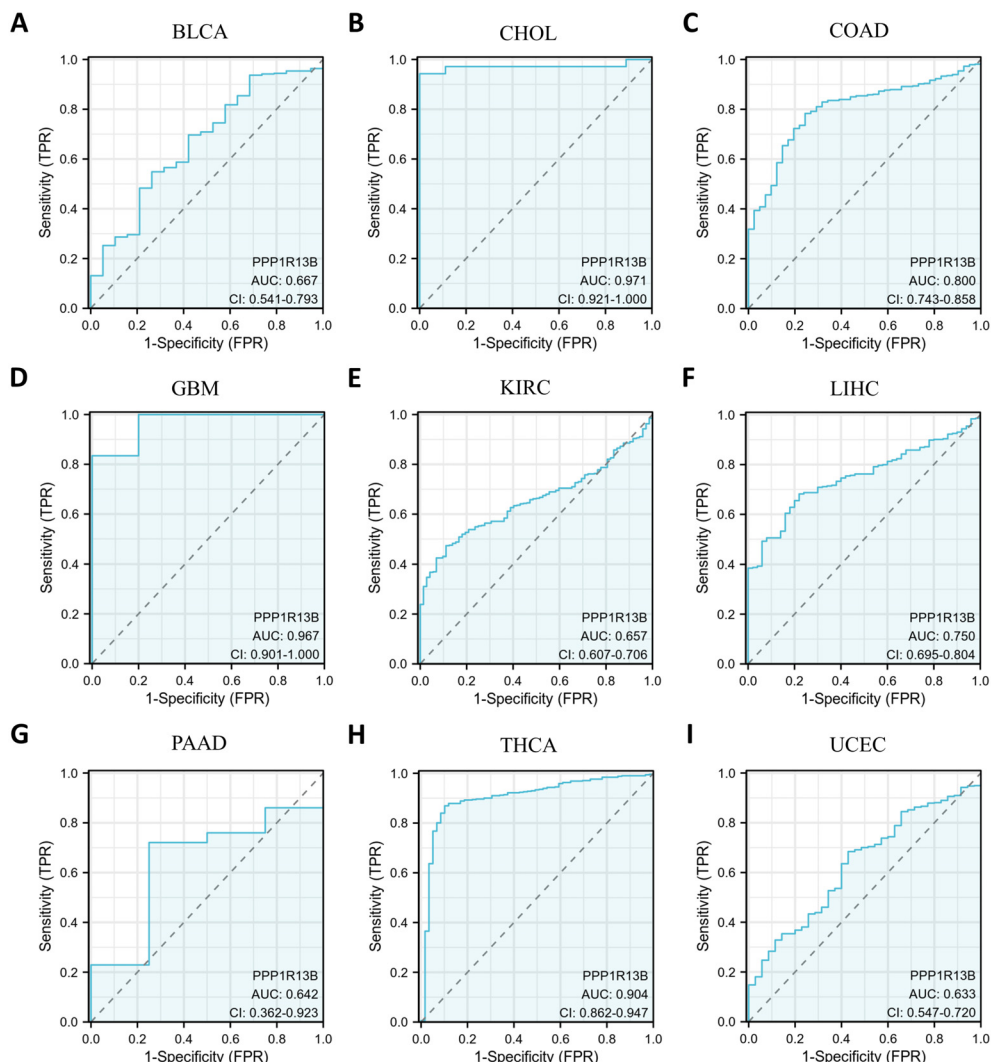 A
BLCA
1.0
0.8
0.6
0.4
0.2
0.0
Sensitivity (TPR)
PPP1R13B
AUC: 0.667
CI: 0.541-0.793
0.0 0.2 0.4 0.6 0.8 1.0
1-Specificity (FPR)
B
CHOL
1.0
0.8
0.6
0.4
0.2
0.0
Sensitivity (TPR)
PPP1R13B
AUC: 0.971
CI: 0.921-1.000
0.0 0.2 0.4 0.6 0.8 1.0
1-Specificity (FPR)
C
COAD
1.0
0.8
0.6
0.4
0.2
0.0
Sensitivity (TPR)
PPP1R13B
AUC: 0.800
CI: 0.743-0.858
0.0 0.2 0.4 0.6 0.8 1.0
1-Specificity (FPR)
D
GBM
1.0
0.8
0.6
0.4
0.2
0.0
Sensitivity (TPR)
PPP1R13B
AUC: 0.967
CI: 0.901-1.000
0.0 0.2 0.4 0.6 0.8 1.0
1-Specificity (FPR)
E
KIRC
1.0
0.8
0.6
0.4
0.2
0.0
Sensitivity (TPR)
PPP1R13B
AUC: 0.657
CI: 0.607-0.706
0.0 0.2 0.4 0.6 0.8 1.0
1-Specificity (FPR)
F
LIHC
1.0
0.8
0.6
0.4
0.2
0.0
Sensitivity (TPR)
PPP1R13B
AUC: 0.750
CI: 0.695-0.804
0.0 0.2 0.4 0.6 0.8 1.0
1-Specificity (FPR)
G
PAAD
1.0
0.8
0.6
0.4
0.2
0.0
Sensitivity (TPR)
PPP1R13B
AUC: 0.642
CI: 0.362-0.923
0.0 0.2 0.4 0.6 0.8 1.0
1-Specificity (FPR)
H
THCA
1.0
0.8
0.6
0.4
0.2
0.0
Sensitivity (TPR)
PPP1R13B
AUC: 0.904
CI: 0.862-0.947
0.0 0.2 0.4 0.6 0.8 1.0
1-Specificity (FPR)
I
UCEC
1.0
0.8
0.6
0.4
0.2
0.0
Sensitivity (TPR)
PPP1R13B
AUC: 0.633
CI: 0.547-0.720
0.0 0.2 0.4 0.6 0.8 1.0
1-Specificity (FPR)